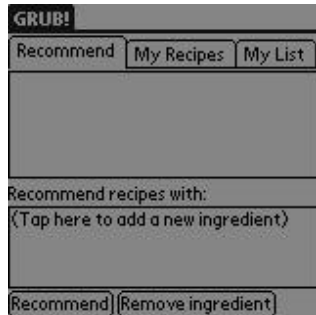 GRUB!
Recommend My Recipes My List
Recommend recipes with:
(Tap here to add a new ingredient)
Recommend Remove ingredient